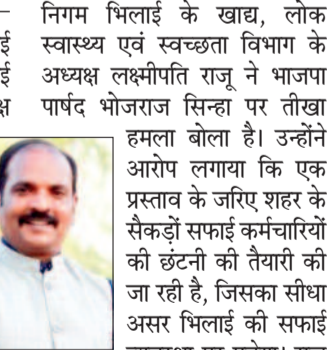 निगम भिलाई के खाद्य, लोक
ई स्वास्थ्य एवं स्वच्छता विभाग के
ई अध्यक्ष लक्ष्मीपति राजू ने भाजपा
क्ष पार्षद भोजराज सिन्हा पर तीखा
हमला बोला है। उन्होंने
आरोप लगाया कि एक
प्रस्ताव के जरिए शहर के
सैकड़ों सफाई कर्मचारियों
की छंटनी की तैयारी की
जा रही है, जिसका सीधा
असर भिलाई की सफाई